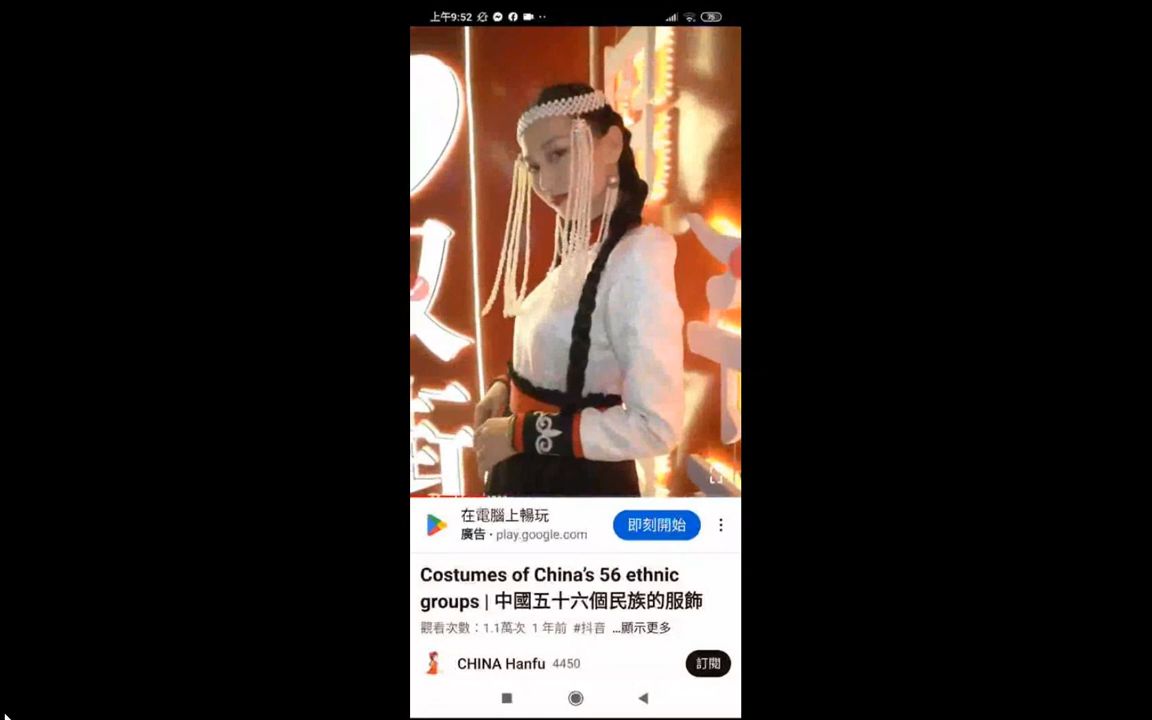 上午9:52
75
在電腦上暢玩
廣告 · play.google.com
即刻開始
Costumes of China's 56 ethnic
groups | 中國五十六個民族的服飾
觀看次數：1.1萬次 1 年前 #抖音 ...顯示更多
CHINA Hanfu 4450
訂閱